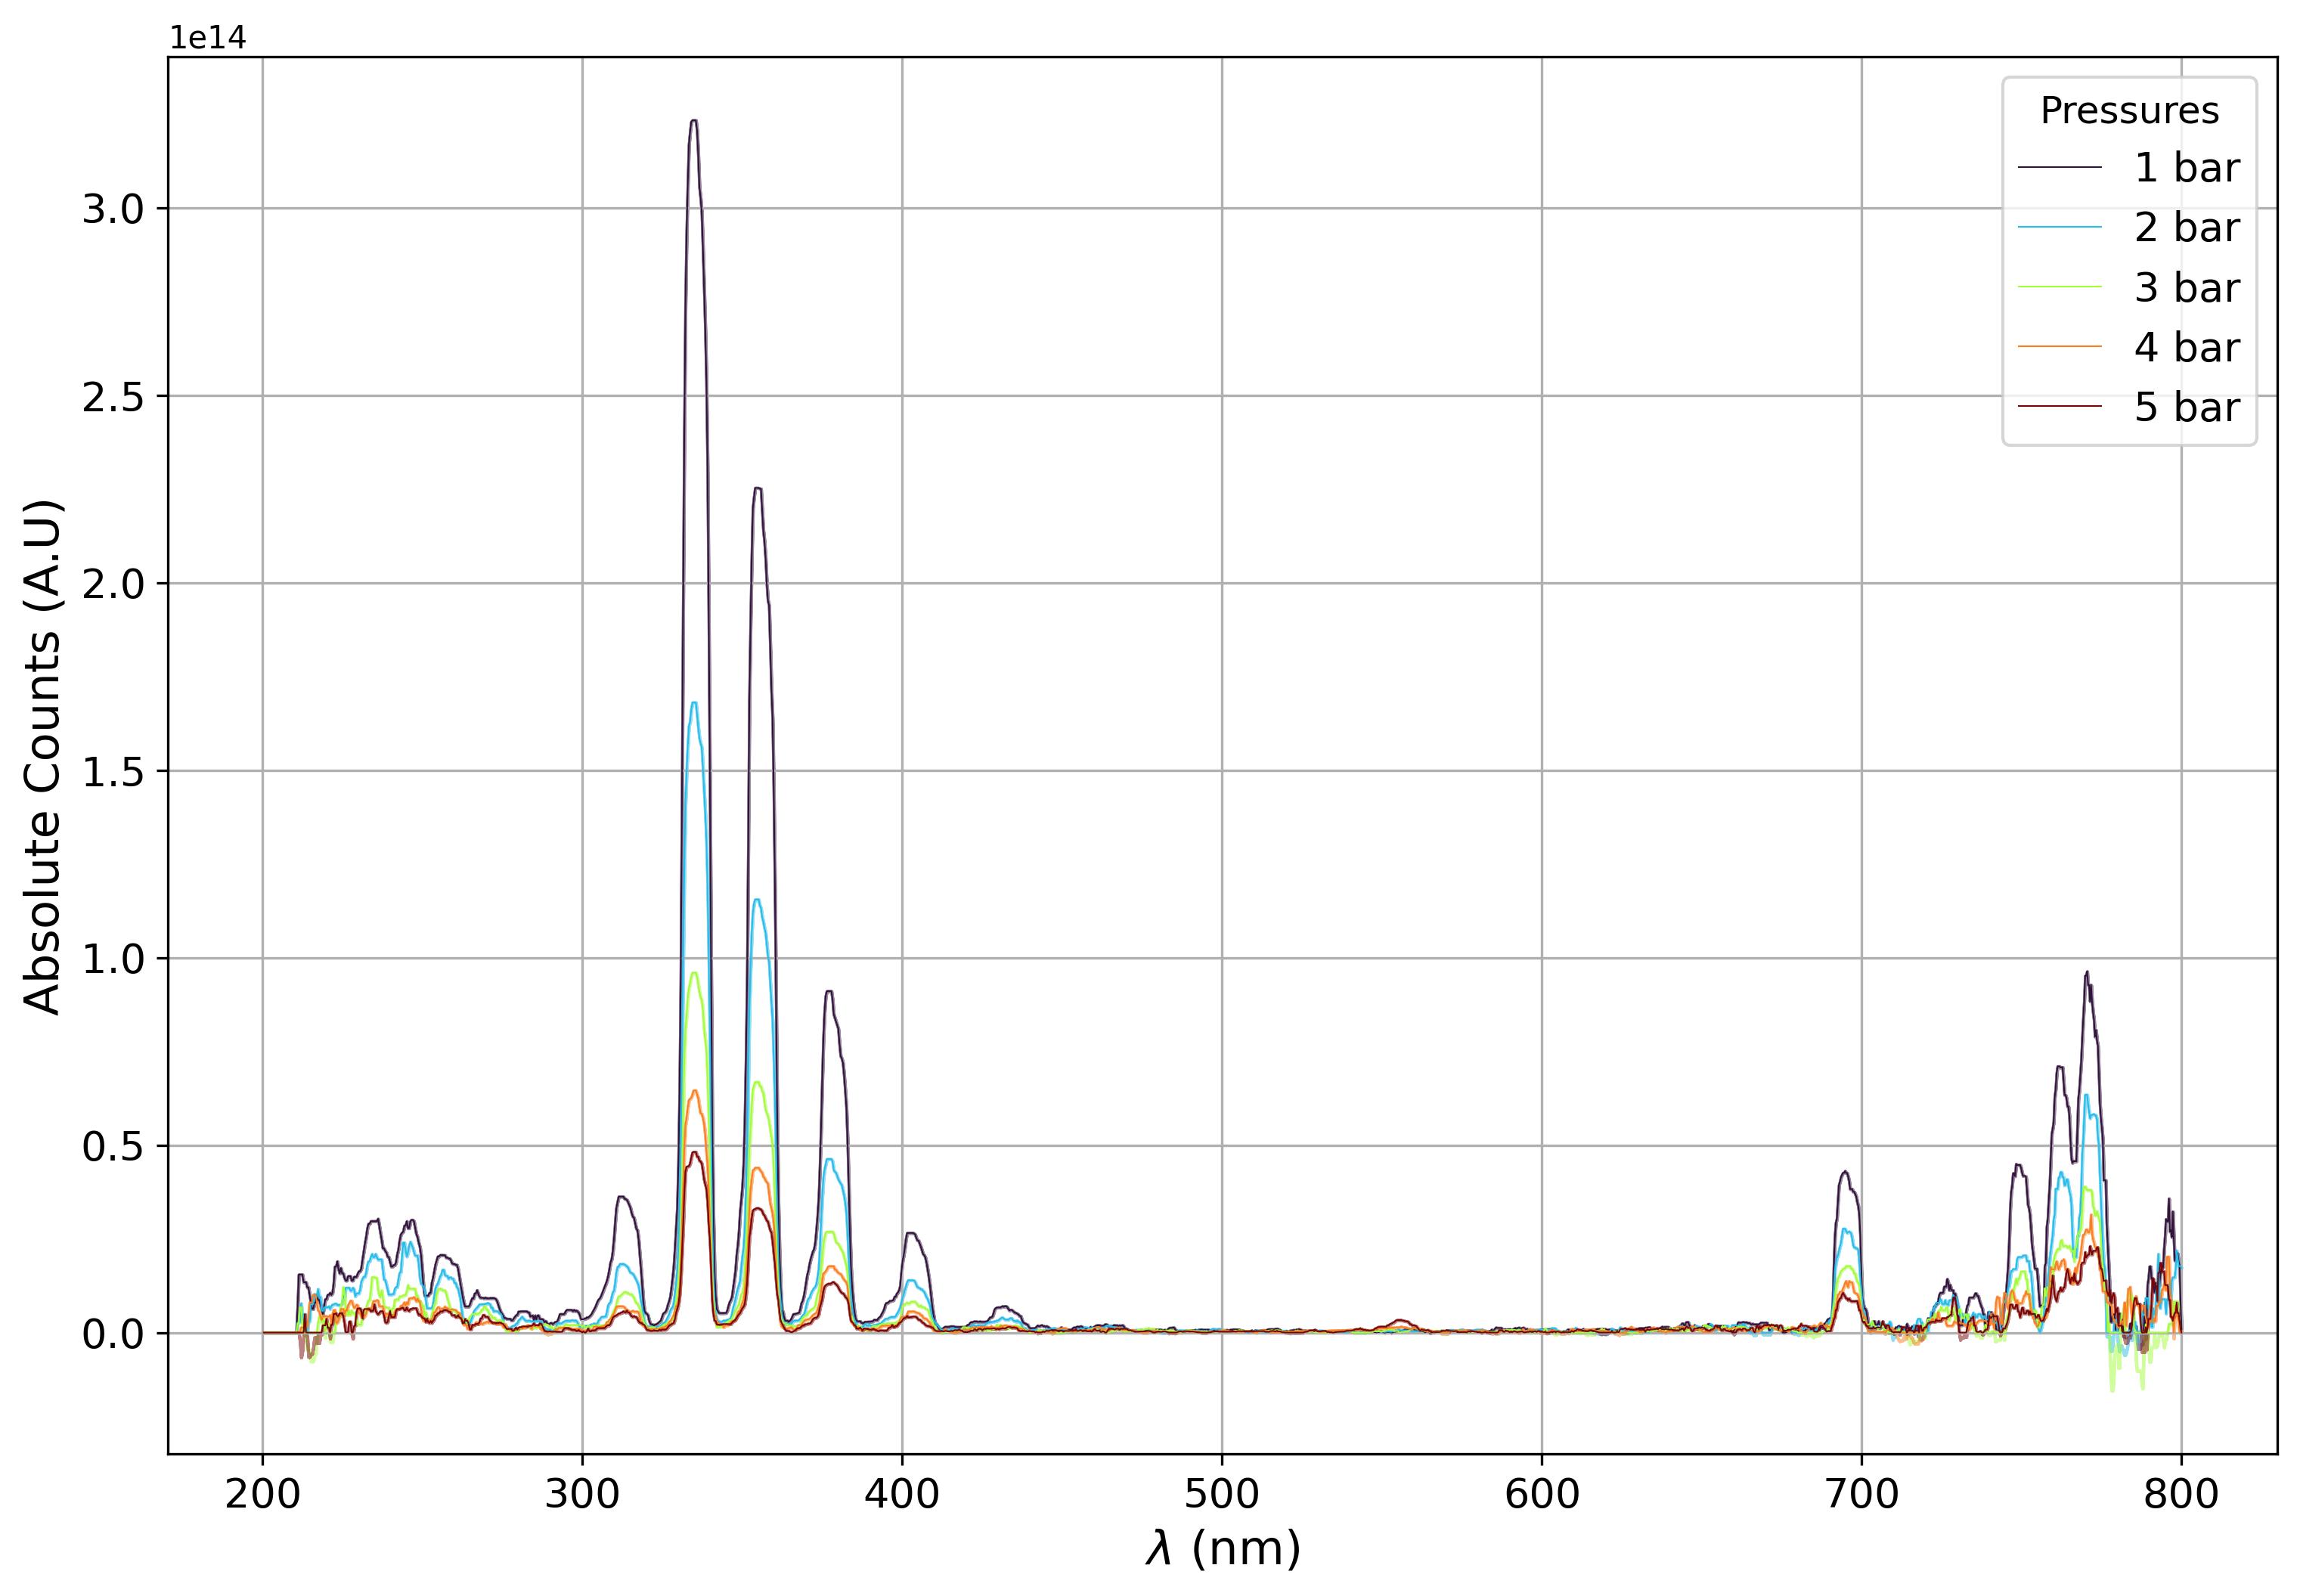 1e14
Absolute Counts (A.U)
3.0
2.5
2.0
1.5
1.0
0.5
0.0
200 300 400 500 600 700 800
λ (nm)
Pressures
1 bar
2 bar
3 bar
4 bar
5 bar